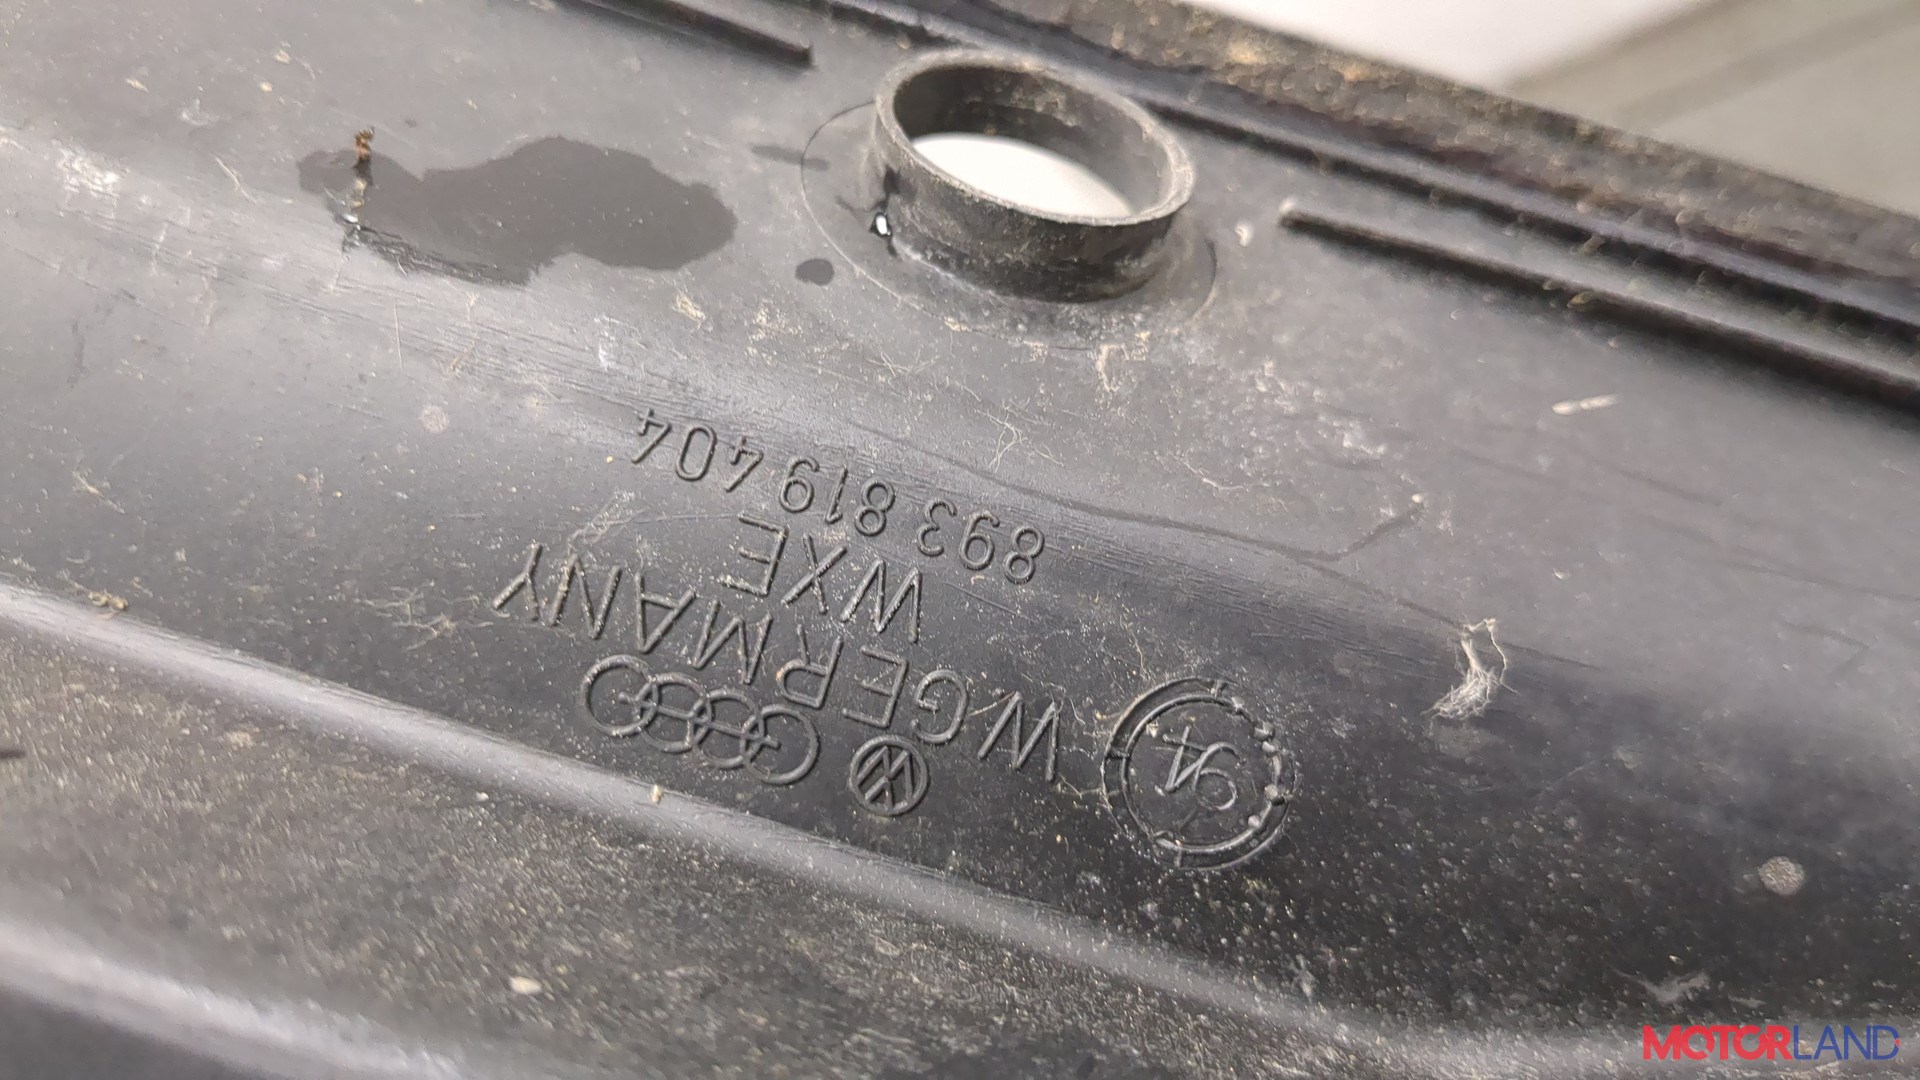 94
W.GERMANY
WXE
893 819 404
MOTORLAND